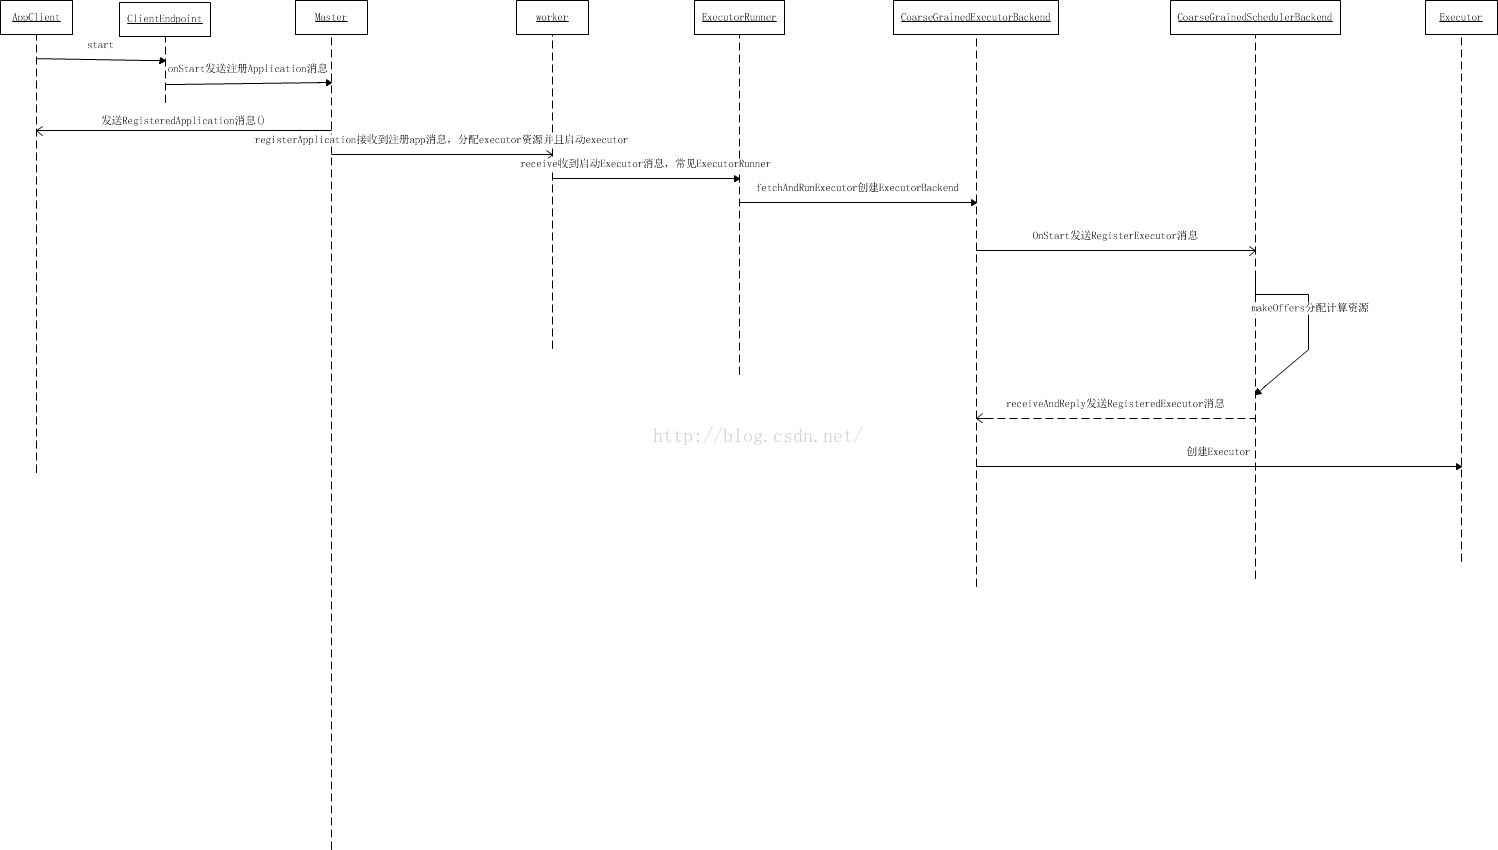 AppClient
ClientEndpoint
Master
worker
ExecutorRunner
CoarseGrainedExecutorBackend
CoarseGrainedSchedulerBackend
Executor
start
onStart发送注册Application消息
发送RegisteredApplication消息()
registerApplication接收到注册app消息，分配executor资源并且启动executor
receive收到启动Executor消息，常见ExecutorRunner
fetchAndRunExecutor创建ExecutorBackend
OnStart发送RegisterExecutor消息
makeOffers分配计算资源
receiveAndReply发送RegisteredExecutor消息
http://blog.csdn.net/
创建Executor